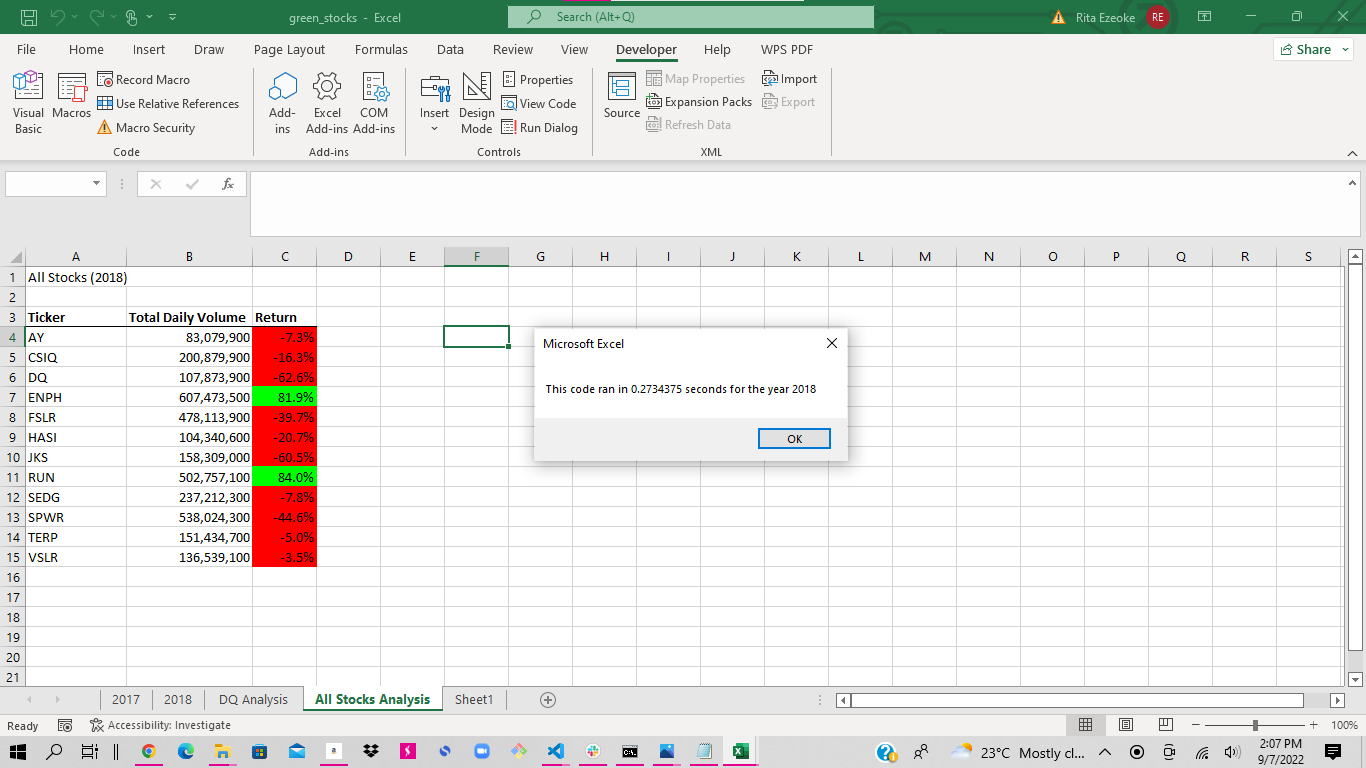 green_stocks - Excel
Search (Alt+Q)
Rita Ezeoke RE
File Home Insert Draw Page Layout Formulas Data Review View Developer Help WPS PDF Share
Visual Basic
Macros
Record Macro
Use Relative References
Macro Security
Code
Add-ins
Excel Add-ins
COM Add-ins
Add-ins
Insert
Design Mode
Properties
View Code
Run Dialog
Controls
Source
Map Properties
Expansion Packs
Refresh Data
Import
Export
XML
fx
A B C D E F G H I J K L M N O P Q R S
1 All Stocks (2018)
2
3 Ticker Total Daily Volume Return
4 AY 83,079,900 -7.3%
5 CSIQ 200,879,900 -16.3%
6 DQ 107,873,900 -62.6%
7 ENPH 607,473,500 81.9%
8 FSLR 478,113,900 -39.7%
9 HASI 104,340,600 -20.7%
10 JKS 158,309,000 -60.5%
11 RUN 502,757,100 84.0%
12 SEDG 237,212,300 -7.8%
13 SPWR 538,024,300 -44.6%
14 TERP 151,434,700 -5.0%
15 VSLR 136,539,100 -3.5%
16
17
18
19
20
21
Microsoft Excel
This code ran in 0.2734375 seconds for the year 2018
OK
2017 2018 DQ Analysis All Stocks Analysis Sheet1
Ready Accessibility: Investigate 100%
23°C Mostly cl...
2:07 PM
9/7/2022